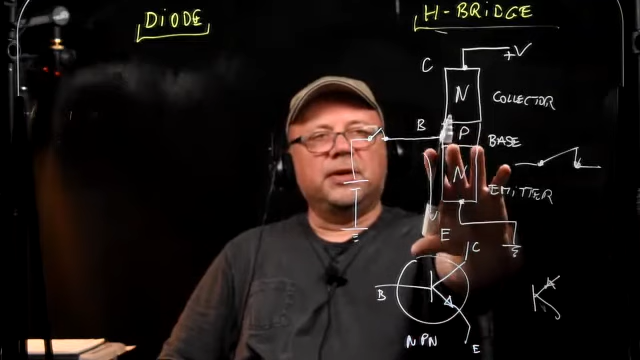 DIODE
H-BRIDGE
C
+V
N
COLLECTOR
B
P
BASE
N
EMITTER
E
C
B
NPN
E